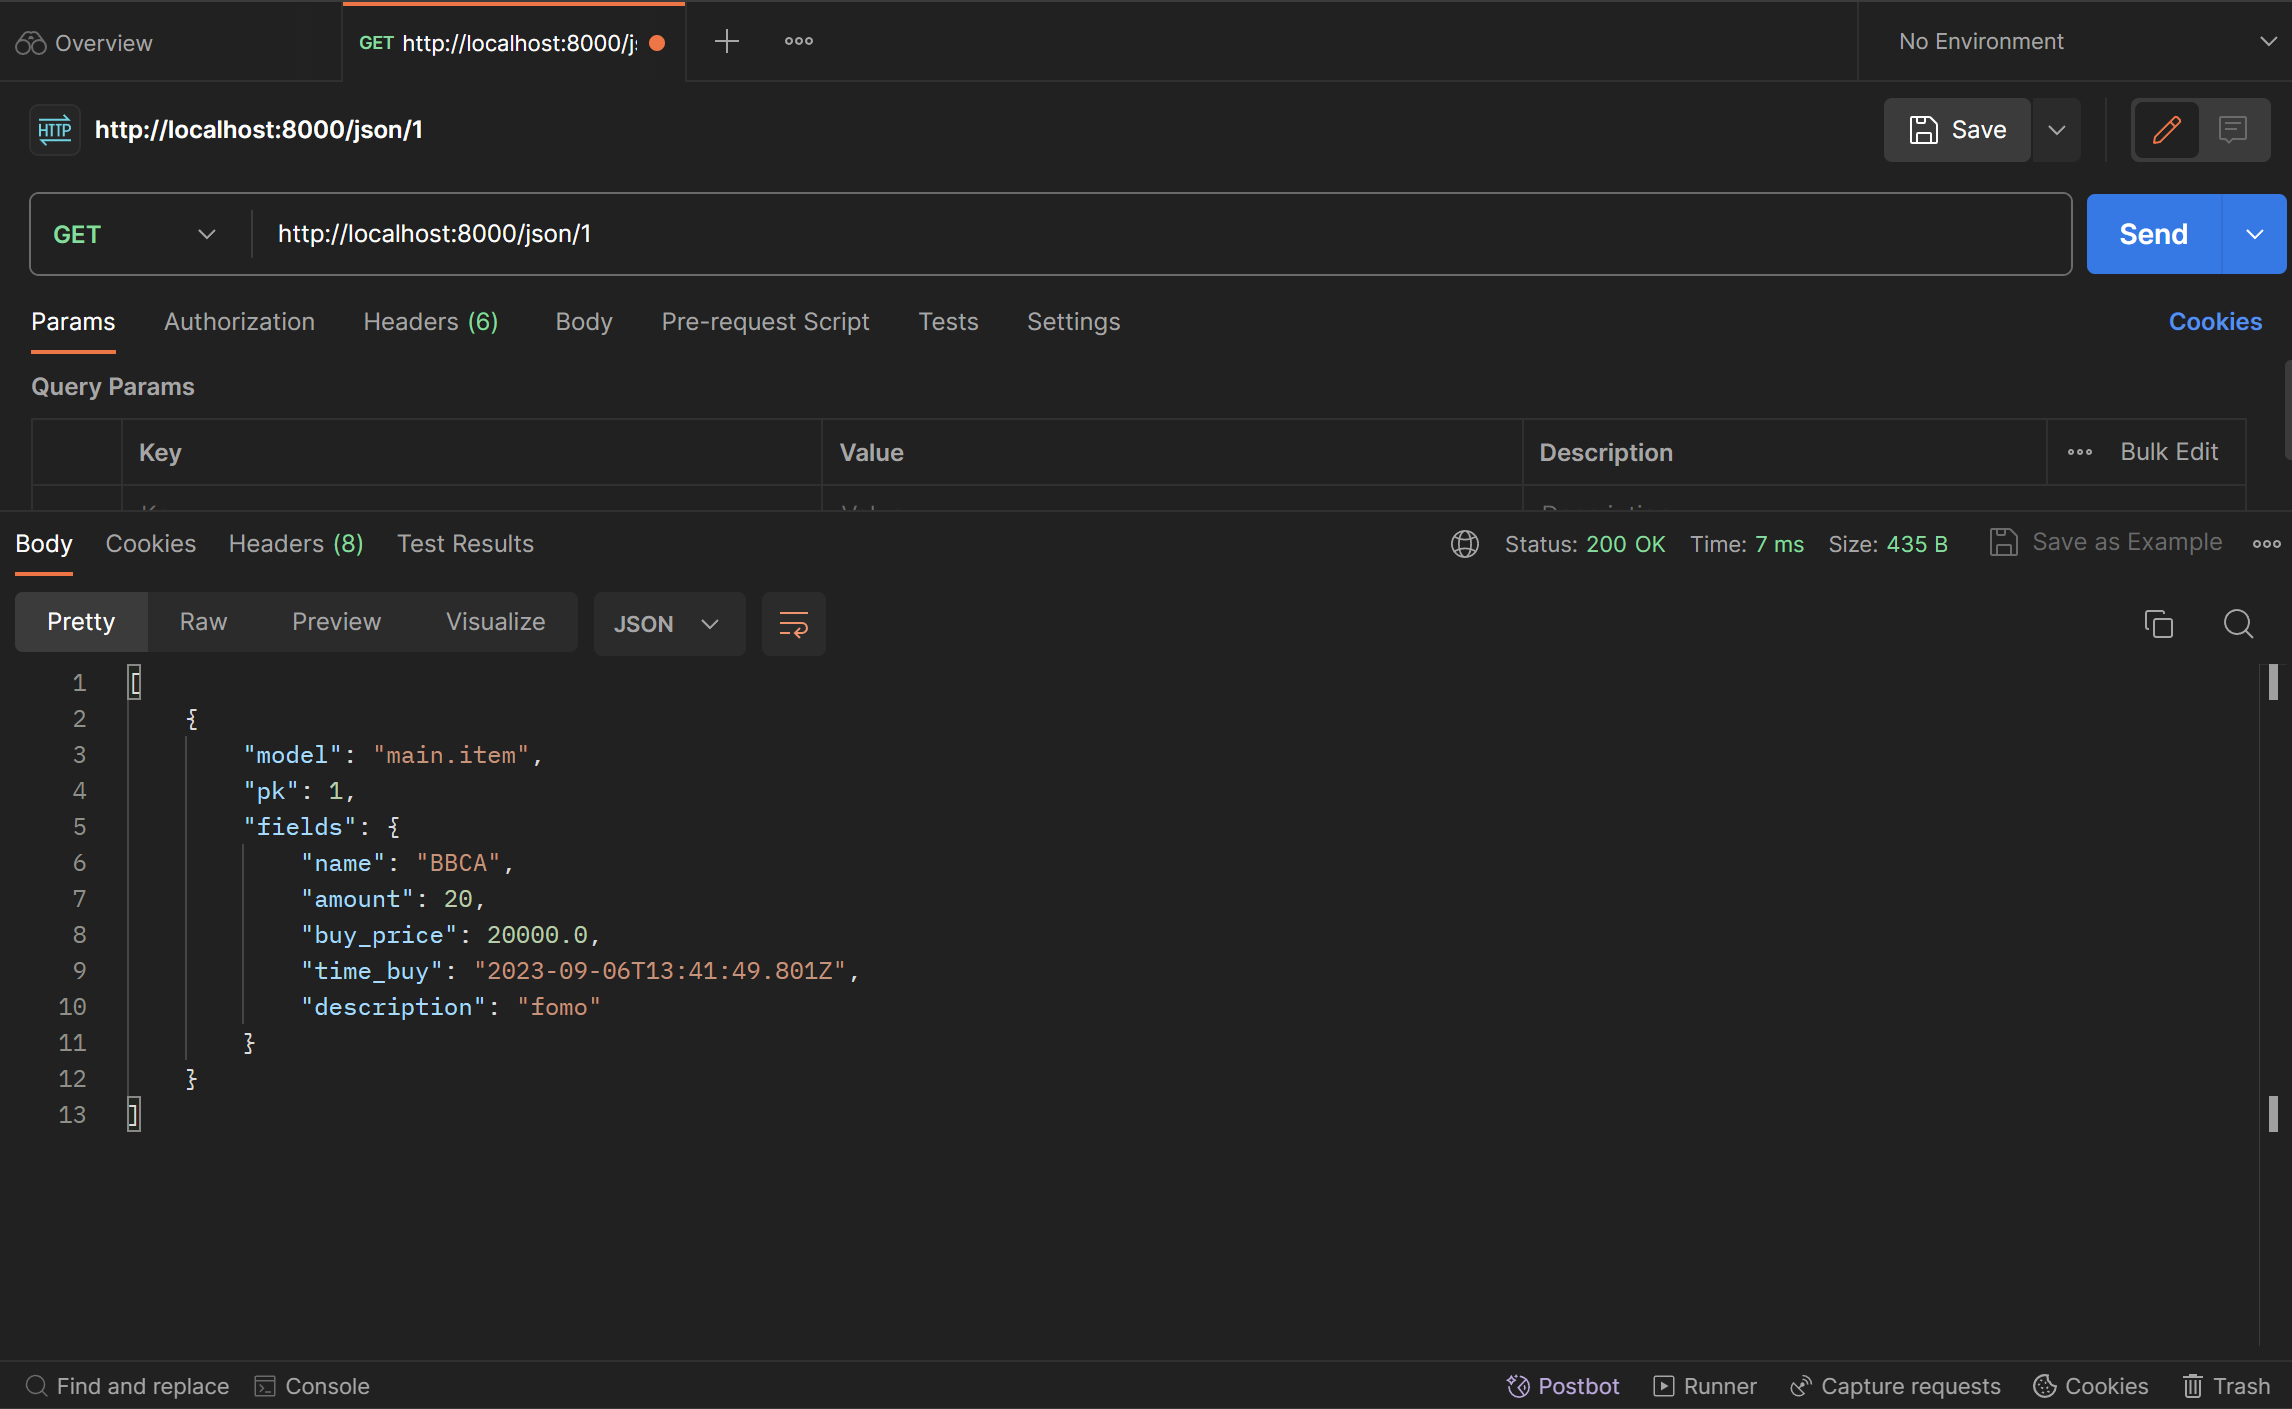 Overview
GET http://localhost:8000/js
No Environment
HTTP http://localhost:8000/json/1
Save
GET http://localhost:8000/json/1
Send
Params Authorization Headers (6) Body Pre-request Script Tests Settings Cookies
Query Params
Key Value Description Bulk Edit
Body Cookies Headers (8) Test Results Status: 200 OK Time: 7 ms Size: 435 B Save as Example
Pretty Raw Preview Visualize JSON
1 [
2 {
3 "model": "main.item",
4 "pk": 1,
5 "fields": {
6 "name": "BBCA",
7 "amount": 20,
8 "buy_price": 20000.0,
9 "time_buy": "2023-09-06T13:41:49.801Z",
10 "description": "fomo"
11 }
12 }
13 ]
Find and replace Console Postbot Runner Capture requests Cookies Trash